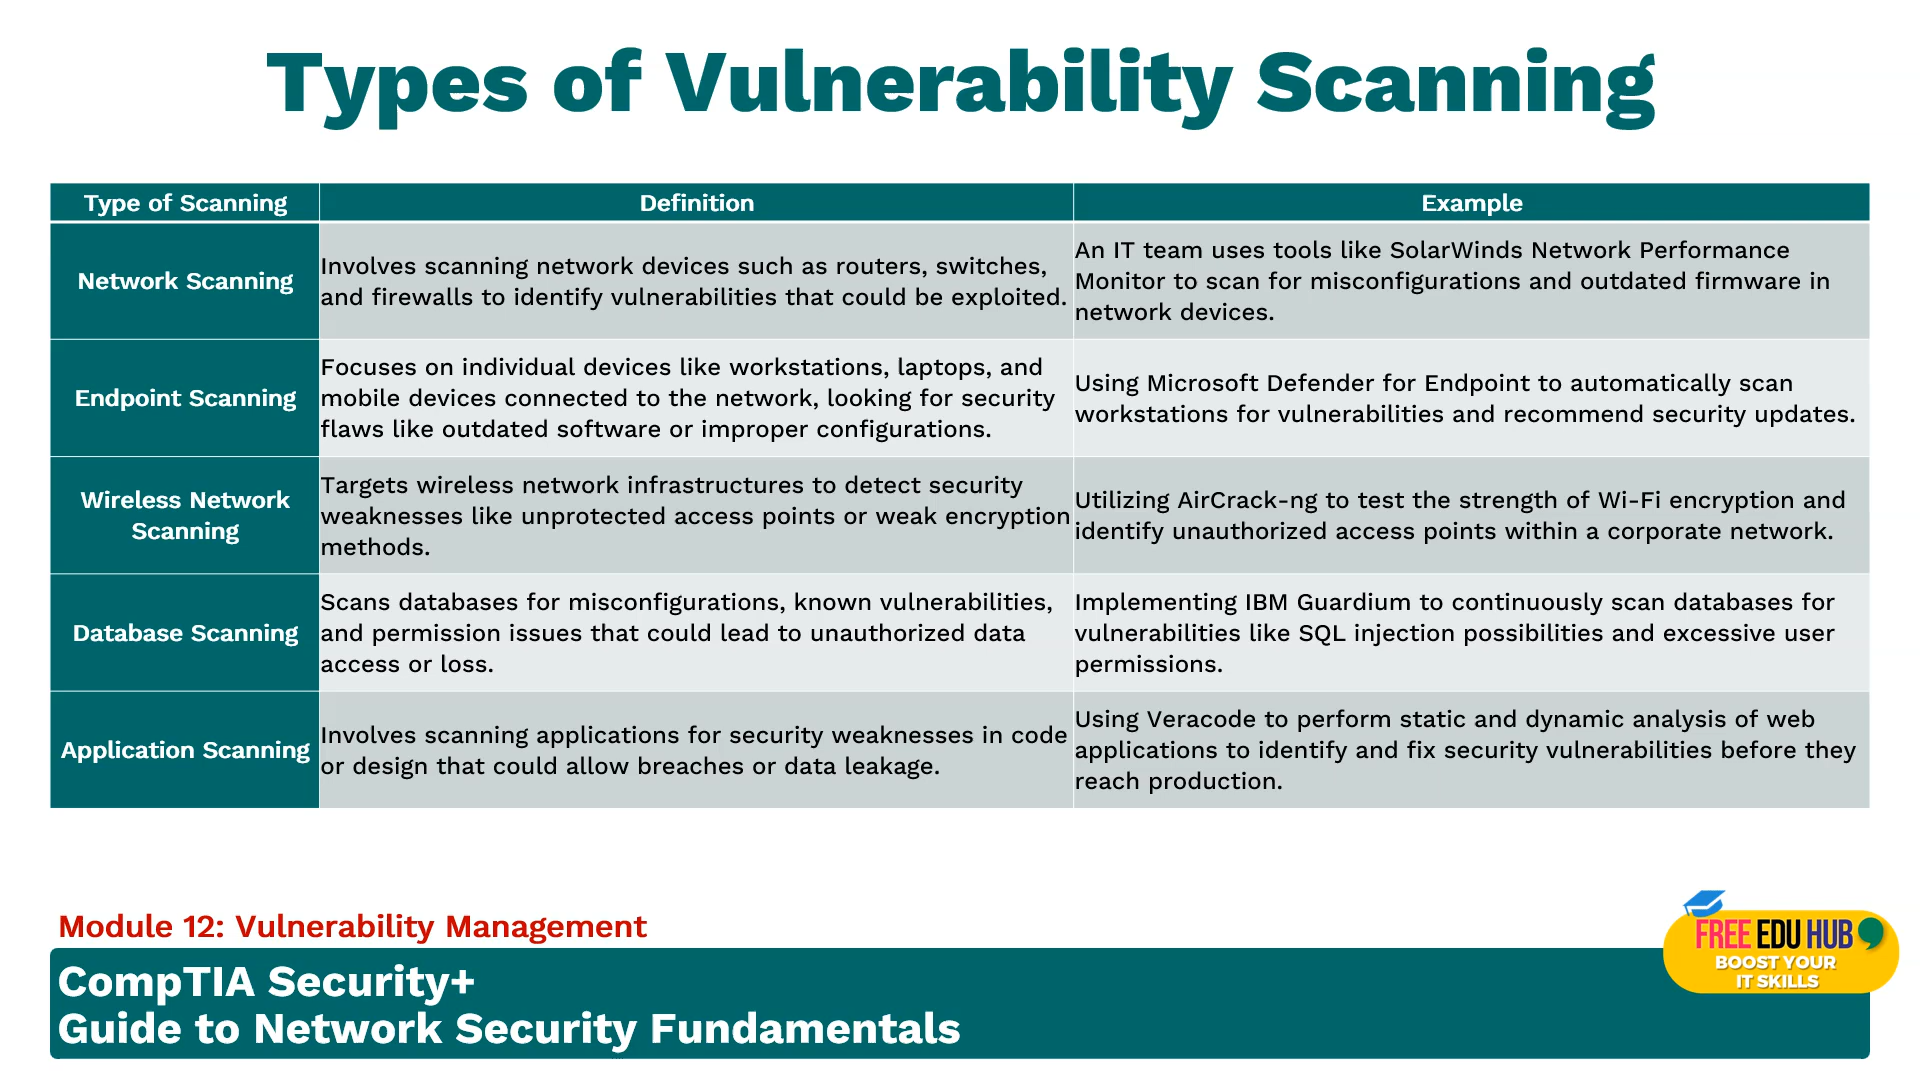 Types of Vulnerability Scanning
Type of Scanning
Definition
Example
Network Scanning
Involves scanning network devices such as routers, switches,
and firewalls to identify vulnerabilities that could be exploited.
An IT team uses tools like SolarWinds Network Performance
Monitor to scan for misconfigurations and outdated firmware in
network devices.
Endpoint Scanning
Focuses on individual devices like workstations, laptops, and
mobile devices connected to the network, looking for security
flaws like outdated software or improper configurations.
Using Microsoft Defender for Endpoint to automatically scan
workstations for vulnerabilities and recommend security updates.
Wireless Network
Scanning
Targets wireless network infrastructures to detect security
weaknesses like unprotected access points or weak encryption
methods.
Utilizing AirCrack-ng to test the strength of Wi-Fi encryption and
identify unauthorized access points within a corporate network.
Database Scanning
Scans databases for misconfigurations, known vulnerabilities,
and permission issues that could lead to unauthorized data
access or loss.
Implementing IBM Guardium to continuously scan databases for
vulnerabilities like SQL injection possibilities and excessive user
permissions.
Application Scanning
Involves scanning applications for security weaknesses in code
or design that could allow breaches or data leakage.
Using Veracode to perform static and dynamic analysis of web
applications to identify and fix security vulnerabilities before they
reach production.
Module 12: Vulnerability Management
CompTIA Security+
Guide to Network Security Fundamentals
FREE EDU HUB
BOOST YOUR
IT SKILLS